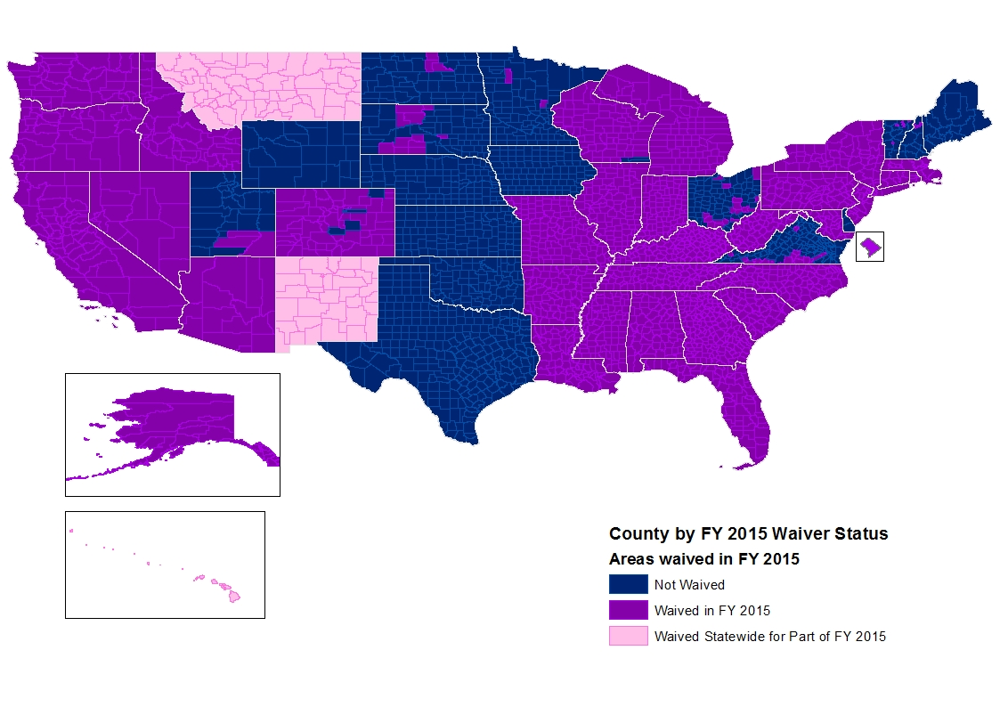 County by FY 2015 Waiver Status
Areas waived in FY 2015
Not Waived
Waived in FY 2015
Waived Statewide for Part of FY 2015